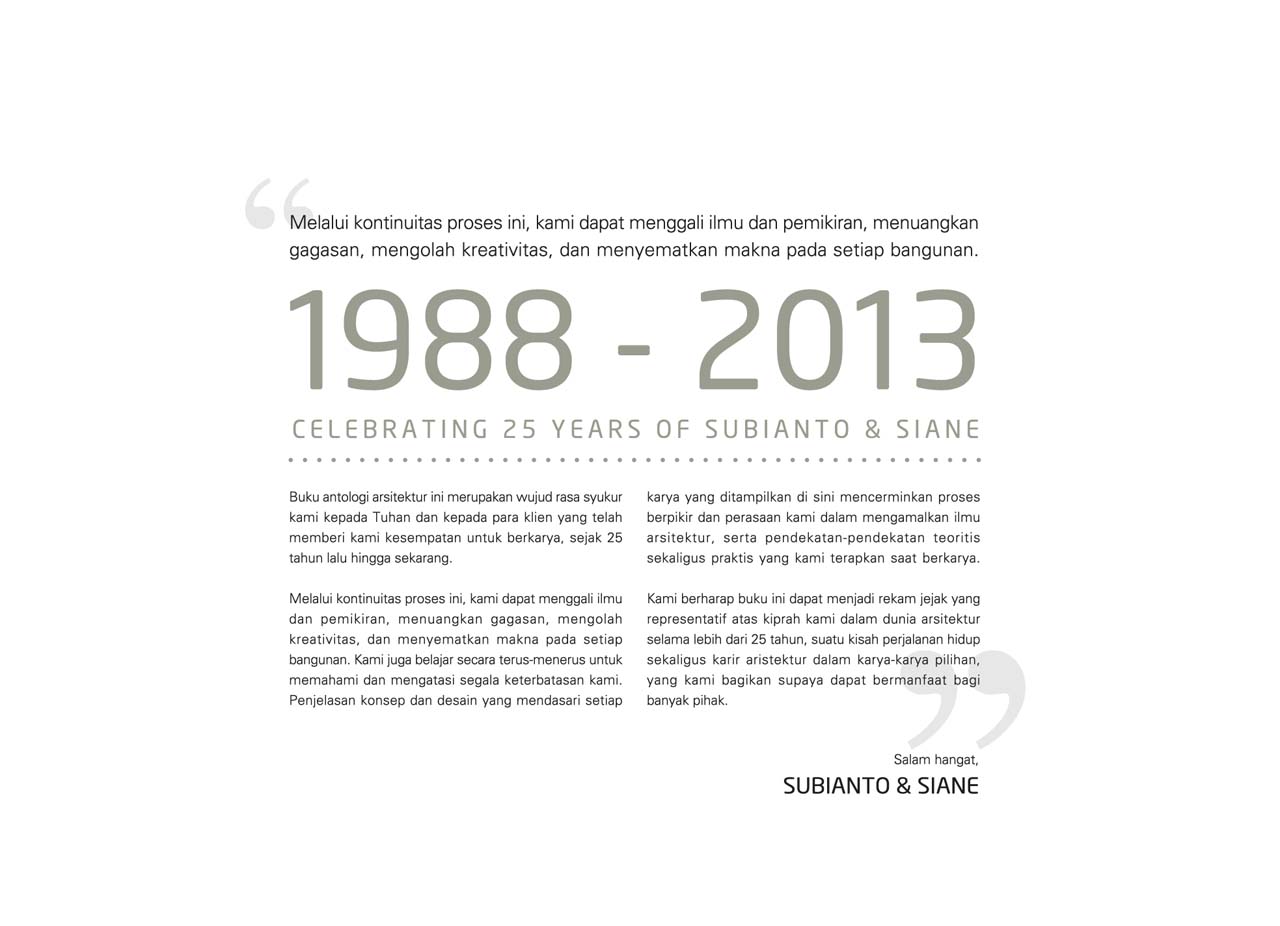 “
Melalui kontinuitas proses ini, kami dapat menggali ilmu dan pemikiran, menuangkan
gagasan, mengolah kreativitas, dan menyematkan makna pada setiap bangunan.
1988 - 2013
CELEBRATING 25 YEARS OF SUBIANTO & SIANE
Buku antologi arsitektur ini merupakan wujud rasa syukur
kami kepada Tuhan dan kepada para klien yang telah
memberi kami kesempatan untuk berkarya, sejak 25
tahun lalu hingga sekarang.
Melalui kontinuitas proses ini, kami dapat menggali ilmu
dan pemikiran, menuangkan gagasan, mengolah
kreativitas, dan menyematkan makna pada setiap
bangunan. Kami juga belajar secara terus-menerus untuk
memahami dan mengatasi segala keterbatasan kami.
Penjelasan konsep dan desain yang mendasari setiap
karya yang ditampilkan di sini mencerminkan proses
berpikir dan perasaan kami dalam mengamalkan ilmu
arsitektur, serta pendekatan-pendekatan teoritis
sekaligus praktis yang kami terapkan saat berkarya.
Kami berharap buku ini dapat menjadi rekam jejak yang
representatif atas kiprah kami dalam dunia arsitektur
selama lebih dari 25 tahun, suatu kisah perjalanan hidup
sekaligus karir aristektur dalam karya-karya pilihan,
yang kami bagikan supaya dapat bermanfaat bagi
banyak pihak.
”
Salam hangat,
SUBIANTO & SIANE